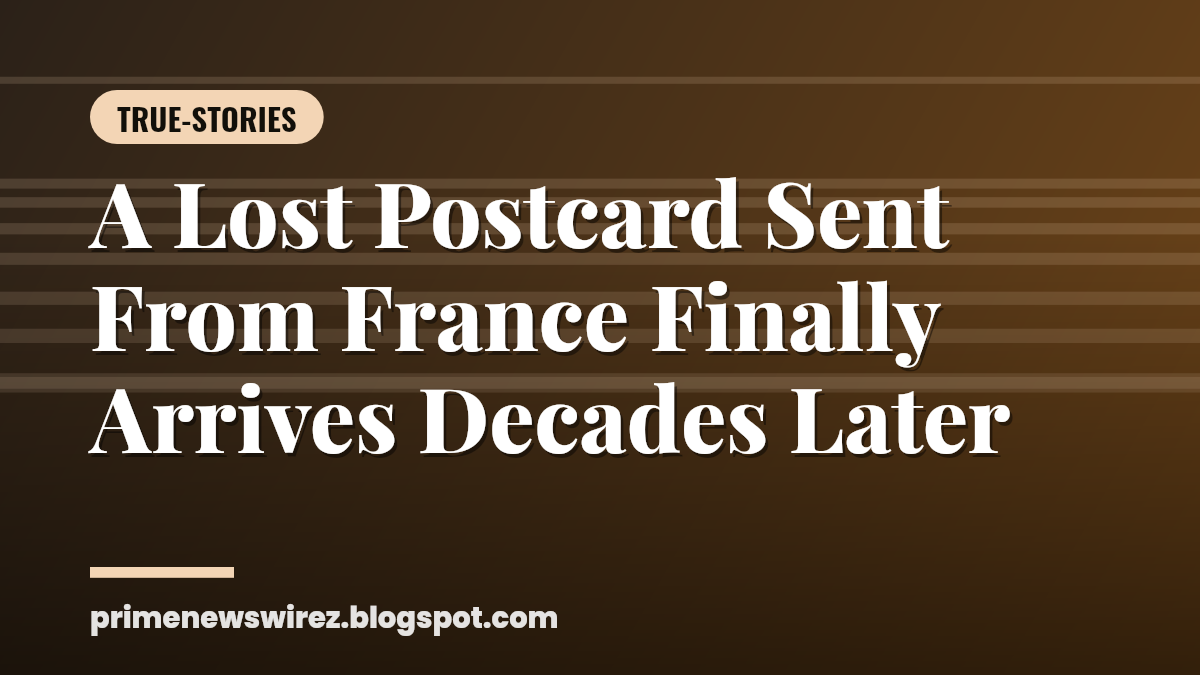 TRUE-STORIES
A Lost Postcard Sent
From France Finally
Arrives Decades Later
primenewswirez.blogspot.com